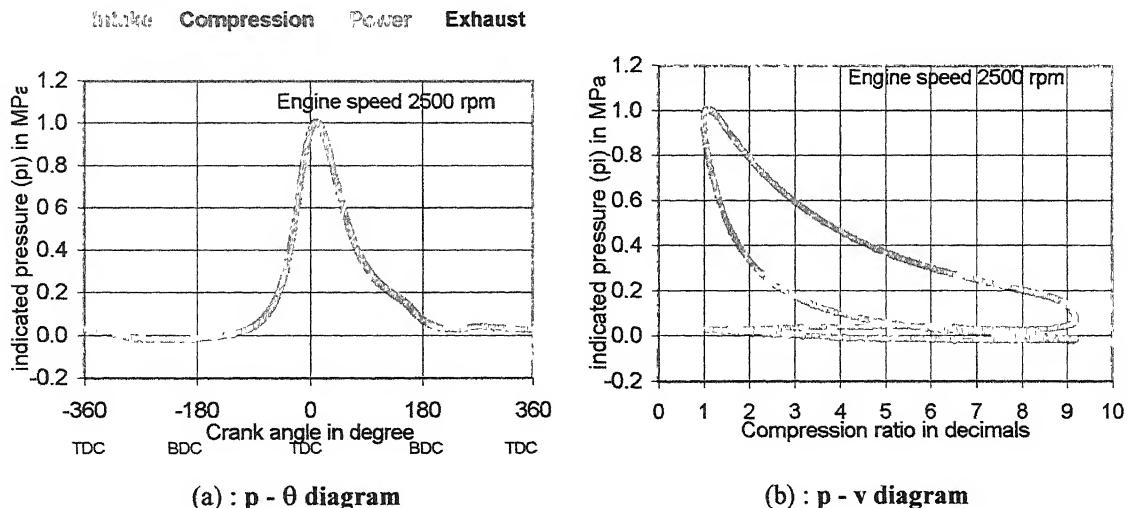 Intake Compression Power Exhaust
indicated pressure (pi) in MPa
1.2
1.0
0.8
0.6
0.4
0.2
0.0
-0.2
Engine speed 2500 rpm
-360 -180 0 180 360
Crank angle in degree
TDC BDC TDC BDC TDC
(a) : p - θ diagram
indicated pressure (pi) in MPa
1.2
1.0
0.8
0.6
0.4
0.2
0.0
-0.2
Engine speed 2500 rpm
0 1 2 3 4 5 6 7 8 9 10
Compression ratio in decimals
(b) : p - v diagram